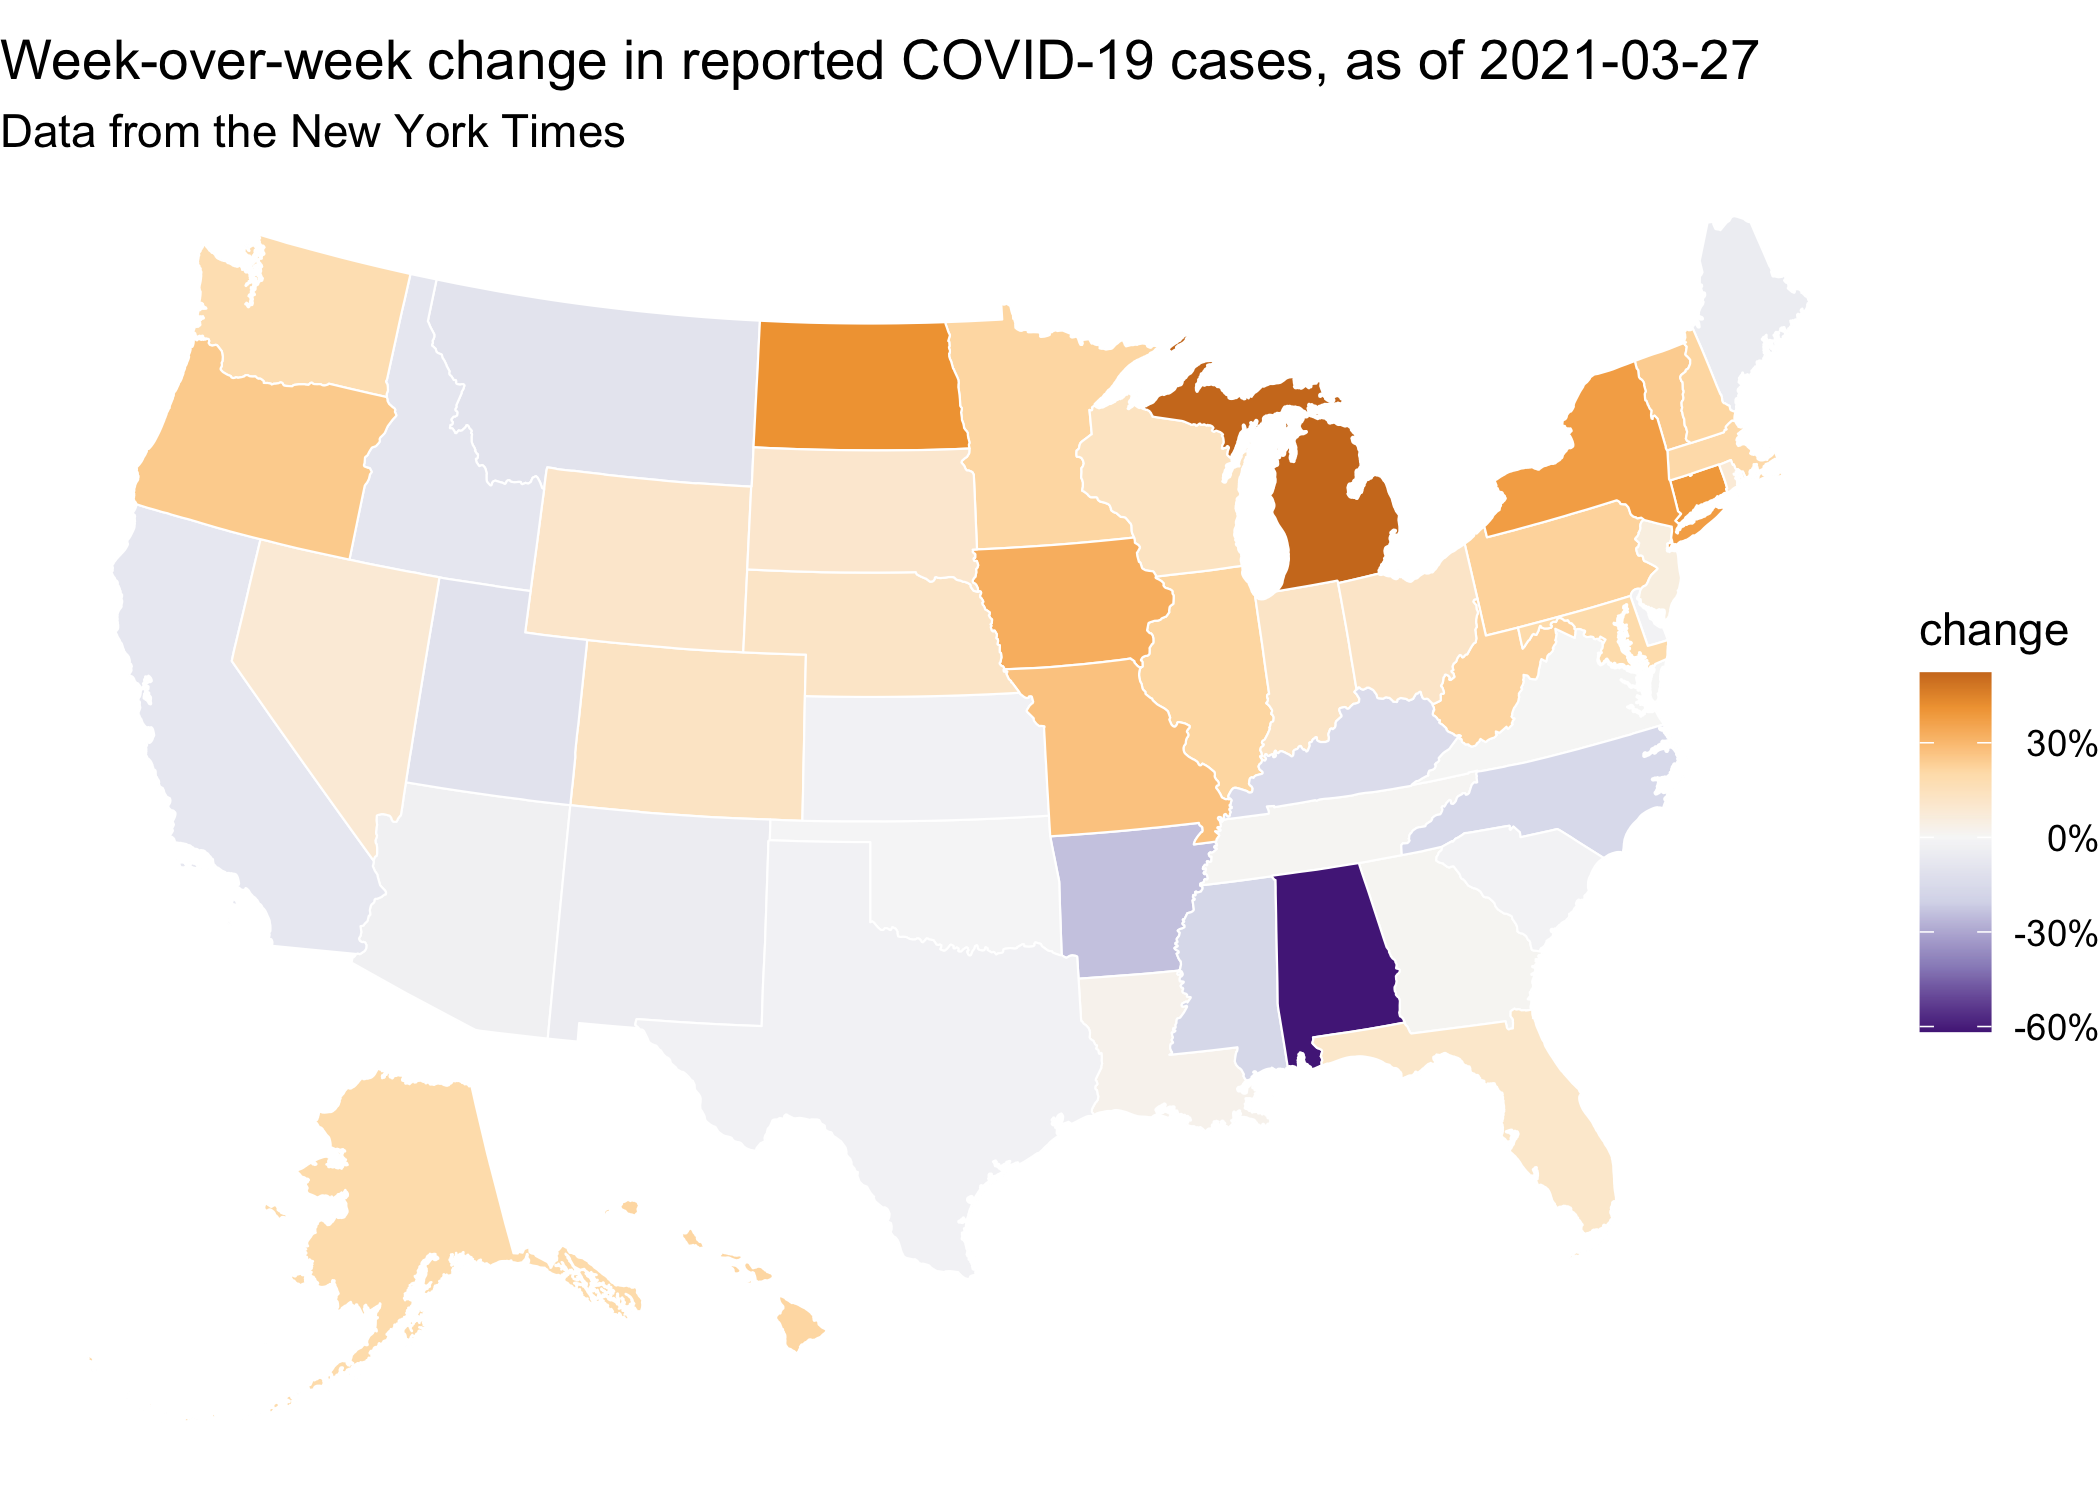 Week-over-week change in reported COVID-19 cases, as of 2021-03-27
Data from the New York Times
change
30%
0%
-30%
-60%